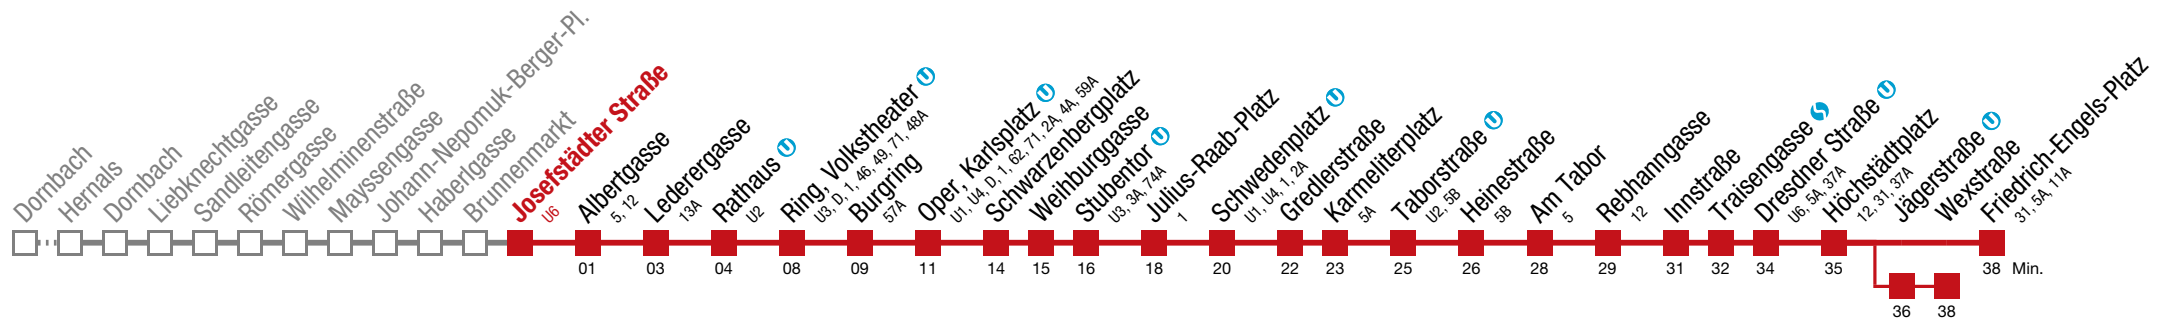 Dornbach
Hernals
Dornbach
Liebknechtgasse
Sandleitengasse
Römergasse
Wilhelminenstraße
Mayssengasse
Johann-Nepomuk-Berger-Pl.
Haberlgasse
Brunnenmarkt
Josefstädter Straße
U6
Albertgasse
5, 12
Lederergasse
13A
Rathaus U
U2
Ring, Volkstheater U
U3, D, 1, 46, 49, 71, 48A
Burgring
57A
Oper, Karlsplatz U
U1, U4, D, 1, 62, 71, 2A, 4A, 59A
Schwarzenbergplatz
Weihburggasse
Stubentor U
U3, 3A, 74A
Julius-Raab-Platz
1
Schwedenplatz U
U1, U4, 1, 2A
Gredlerstraße
Karmeliterplatz
5A
Taborstraße U
U2, 5B
Heinestraße
5B
Am Tabor
5
Rebhanngasse
12
Innstraße
Traisengasse S
Dresdner Straße U
U6, 5A, 37A
Höchstädtplatz
12, 31, 37A
Jägerstraße U
Wexstraße
Friedrich-Engels-Platz
31, 5A, 11A
01 03 04 08 09 11 14 15 16 18 20 22 23 25 26 28 29 31 32 34 35 38 Min.
36 38